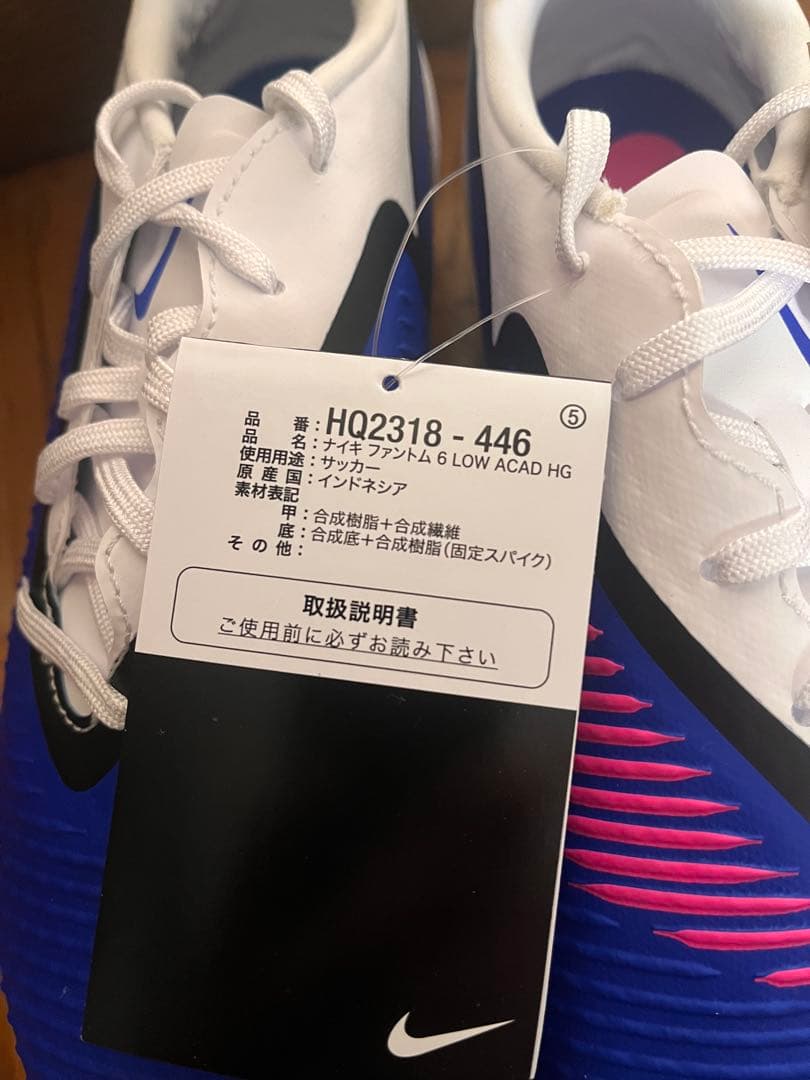 ⑤
品番：HQ2318 - 446
品名：ナイキ ファントム 6 LOW ACAD HG
使用用途：サッカー
原産国：インドネシア
素材表記
甲：合成樹脂＋合成繊維
底：合成底＋合成樹脂（固定スパイク）
その他：
取扱説明書
ご使用前に必ずお読み下さい